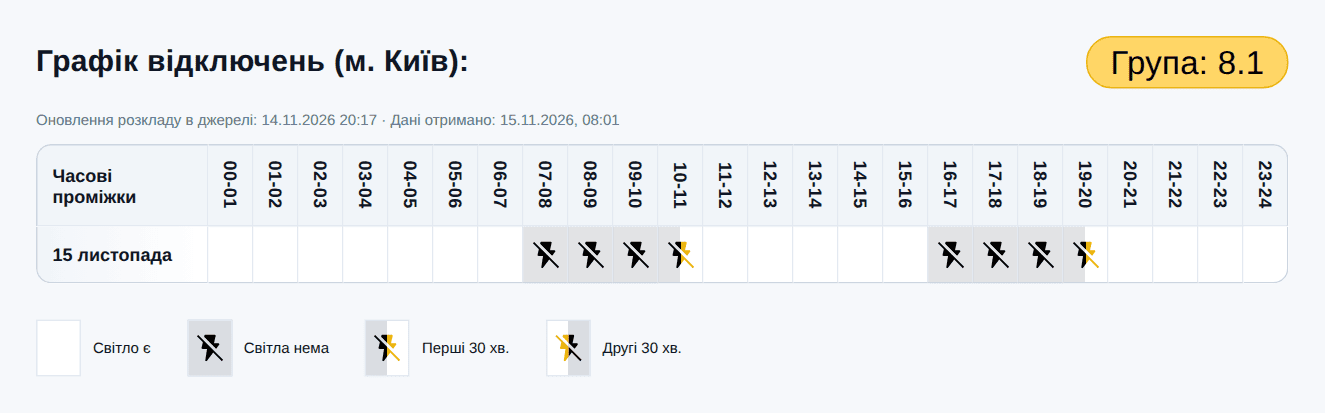 Графік відключень (м. Київ):
Група: 8.1
Оновлення розкладу в джерелі: 14.11.2026 20:17 · Дані отримано: 15.11.2026, 08:01
Часові
проміжки
00-01
01-02
02-03
03-04
04-05
05-06
06-07
07-08
08-09
09-10
10-11
11-12
12-13
13-14
14-15
15-16
16-17
17-18
18-19
19-20
20-21
21-22
22-23
23-24
15 листопада
Світло є
Світла нема
Перші 30 хв.
Другі 30 хв.